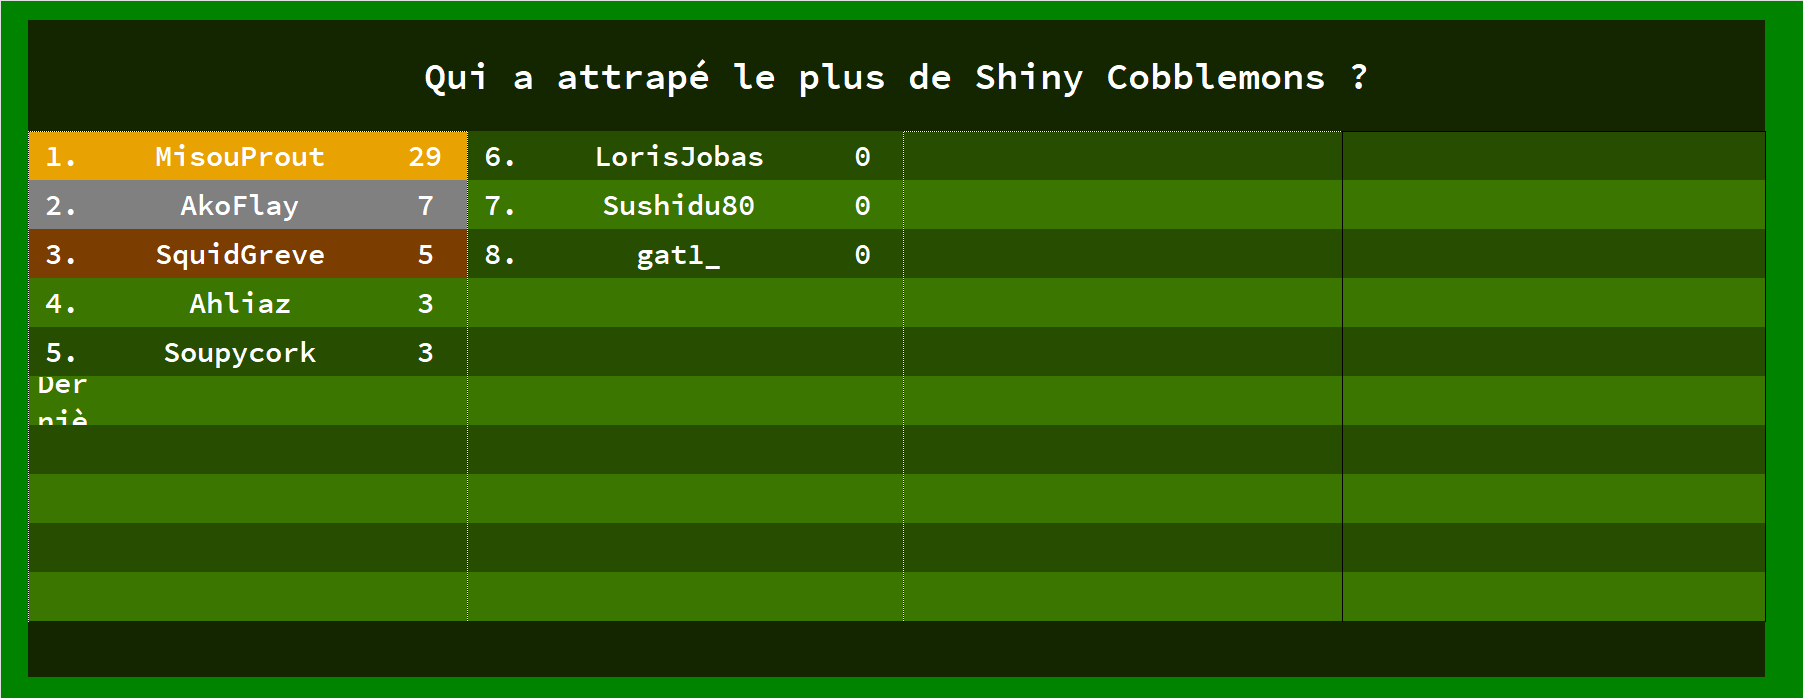 Qui a attrapé le plus de Shiny Cobblemons ?
1. MisouProut 29
2. AkoFlay 7
3. SquidGreve 5
4. Ahliaz 3
5. Soupycork 3
Der
niè
6. LorisJobas 0
7. Sushidu80 0
8. gatl_ 0